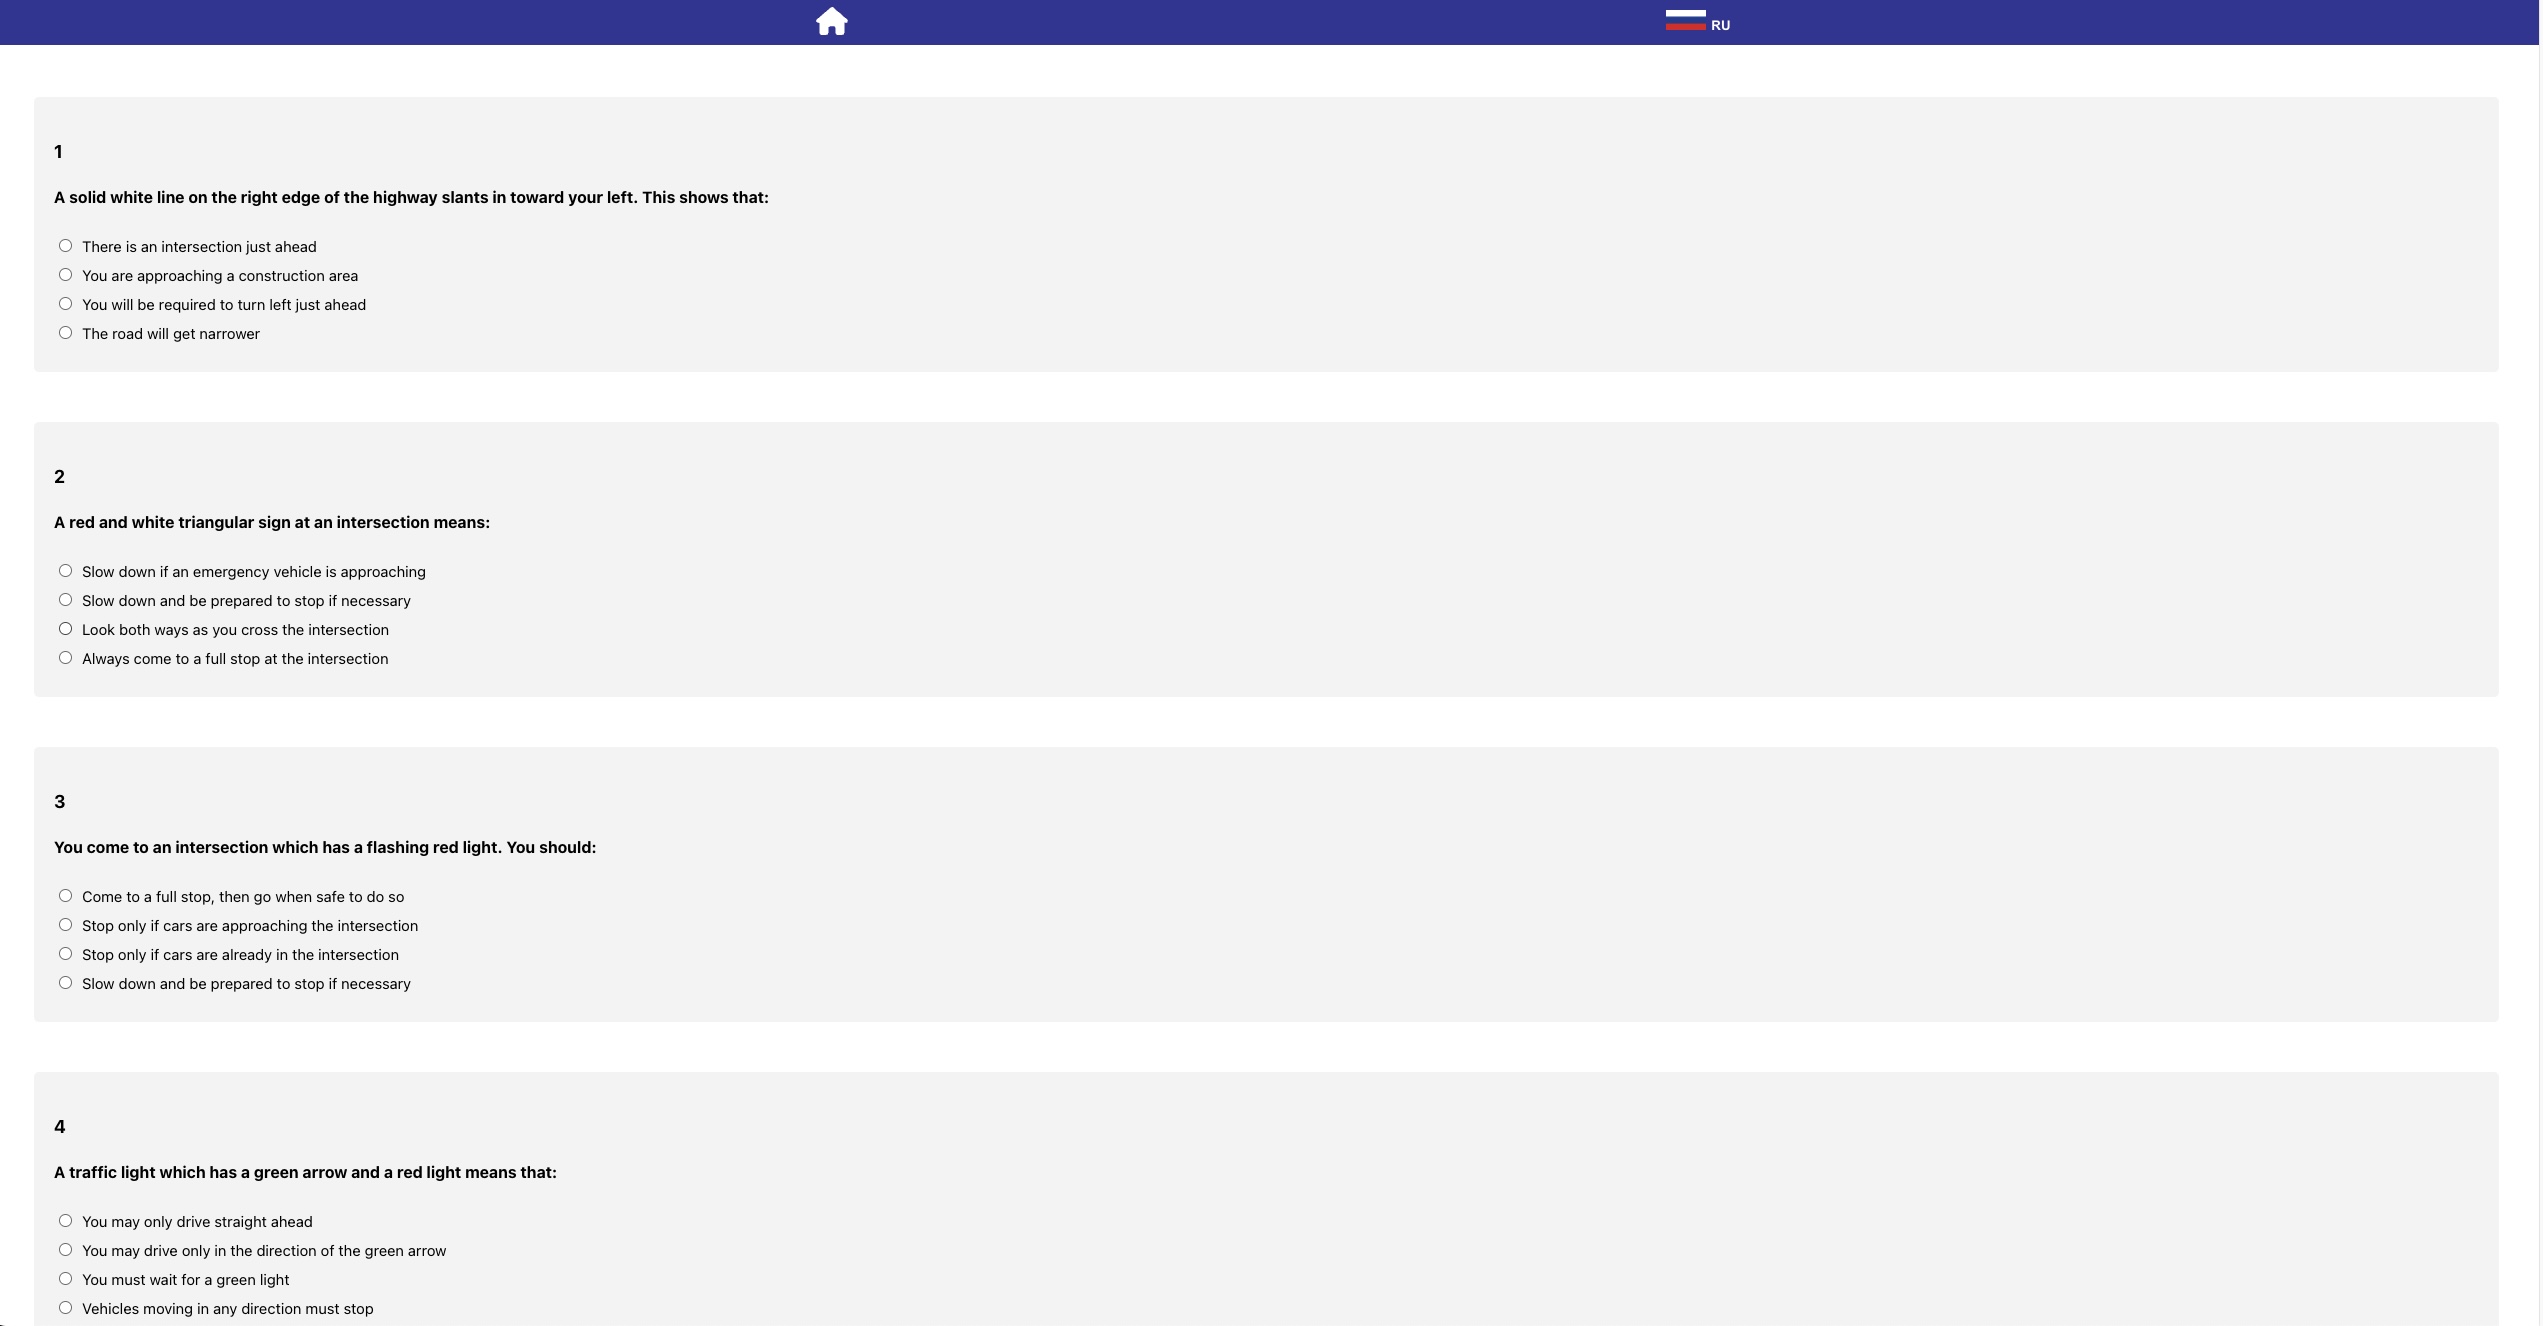 RU
1
A solid white line on the right edge of the highway slants in toward your left. This shows that:
There is an intersection just ahead
You are approaching a construction area
You will be required to turn left just ahead
The road will get narrower
2
A red and white triangular sign at an intersection means:
Slow down if an emergency vehicle is approaching
Slow down and be prepared to stop if necessary
Look both ways as you cross the intersection
Always come to a full stop at the intersection
3
You come to an intersection which has a flashing red light. You should:
Come to a full stop, then go when safe to do so
Stop only if cars are approaching the intersection
Stop only if cars are already in the intersection
Slow down and be prepared to stop if necessary
4
A traffic light which has a green arrow and a red light means that:
You may only drive straight ahead
You may drive only in the direction of the green arrow
You must wait for a green light
Vehicles moving in any direction must stop